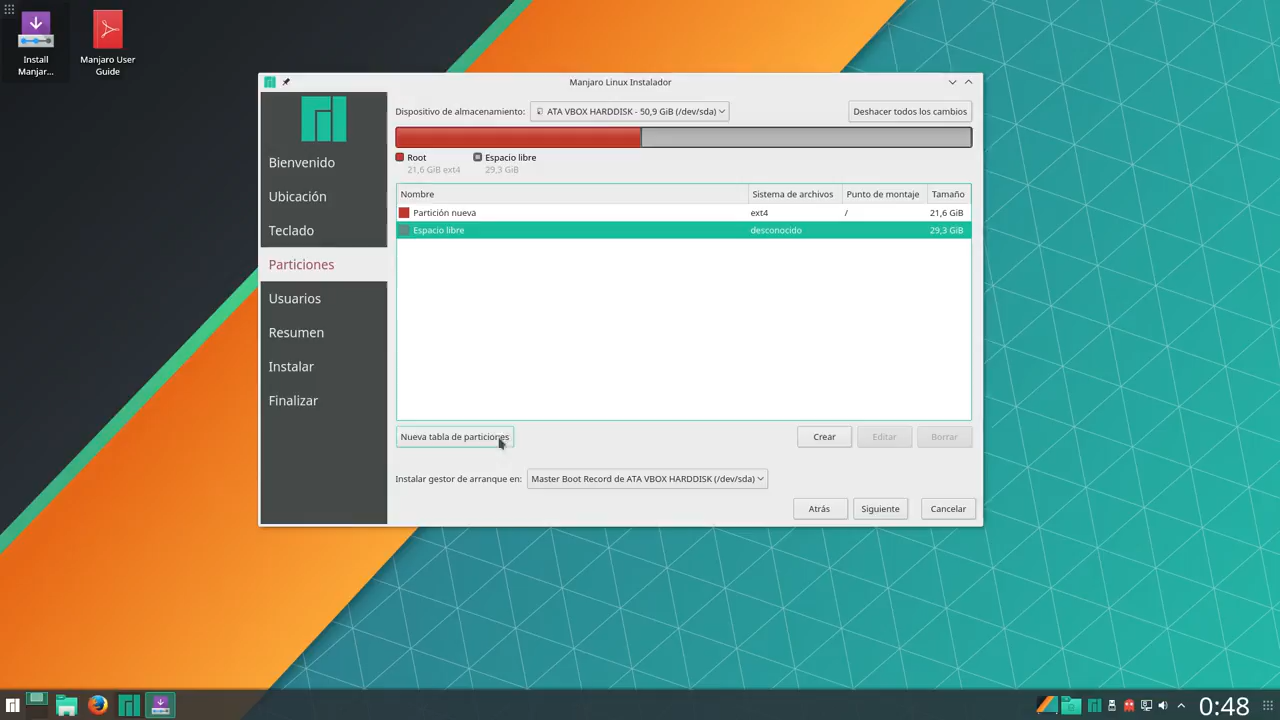 Install
Manjar...
Manjaro User
Guide
Manjaro Linux Instalador
Bienvenido
Ubicación
Teclado
Particiones
Usuarios
Resumen
Instalar
Finalizar
Dispositivo de almacenamiento:
ATA VBOX HARDDISK - 50,9 GiB (/dev/sda)
Deshacer todos los cambios
Root
21,6 GiB ext4
Espacio libre
29,3 GiB
Nombre Sistema de archivos Punto de montaje Tamaño
Partición nueva ext4 / 21,6 GiB
Espacio libre desconocido 29,3 GiB
Nueva tabla de particiones
Crear Editar Borrar
Instalar gestor de arranque en: Master Boot Record de ATA VBOX HARDDISK (/dev/sda)
Atrás Siguiente Cancelar
0:48